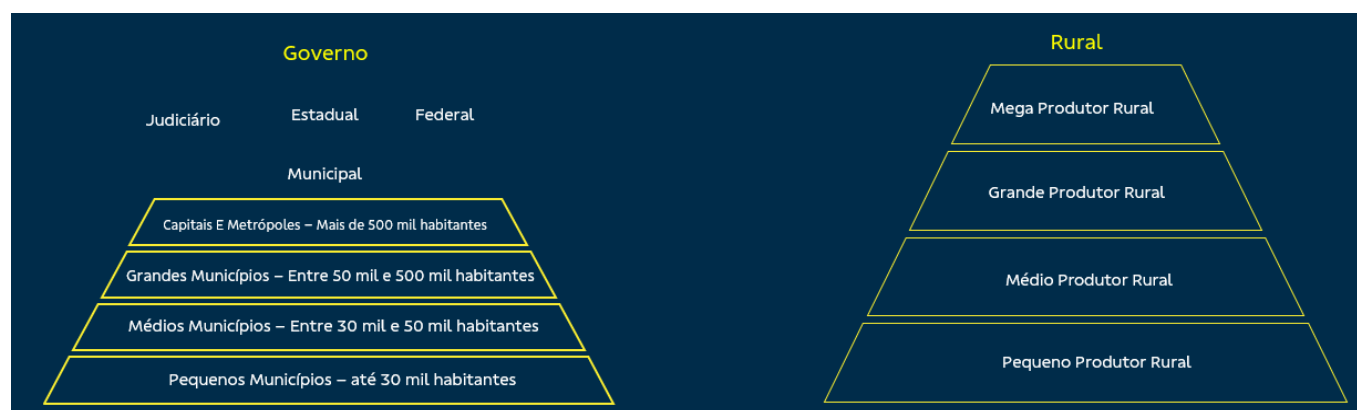 Governo
Judiciário
Estadual
Federal
Municipal
Capitais E Metrópoles – Mais de 500 mil habitantes
Grandes Municípios – Entre 50 mil e 500 mil habitantes
Médios Municípios – Entre 30 mil e 50 mil habitantes
Pequenos Municípios – até 30 mil habitantes
Rural
Mega Produtor Rural
Grande Produtor Rural
Médio Produtor Rural
Pequeno Produtor Rural